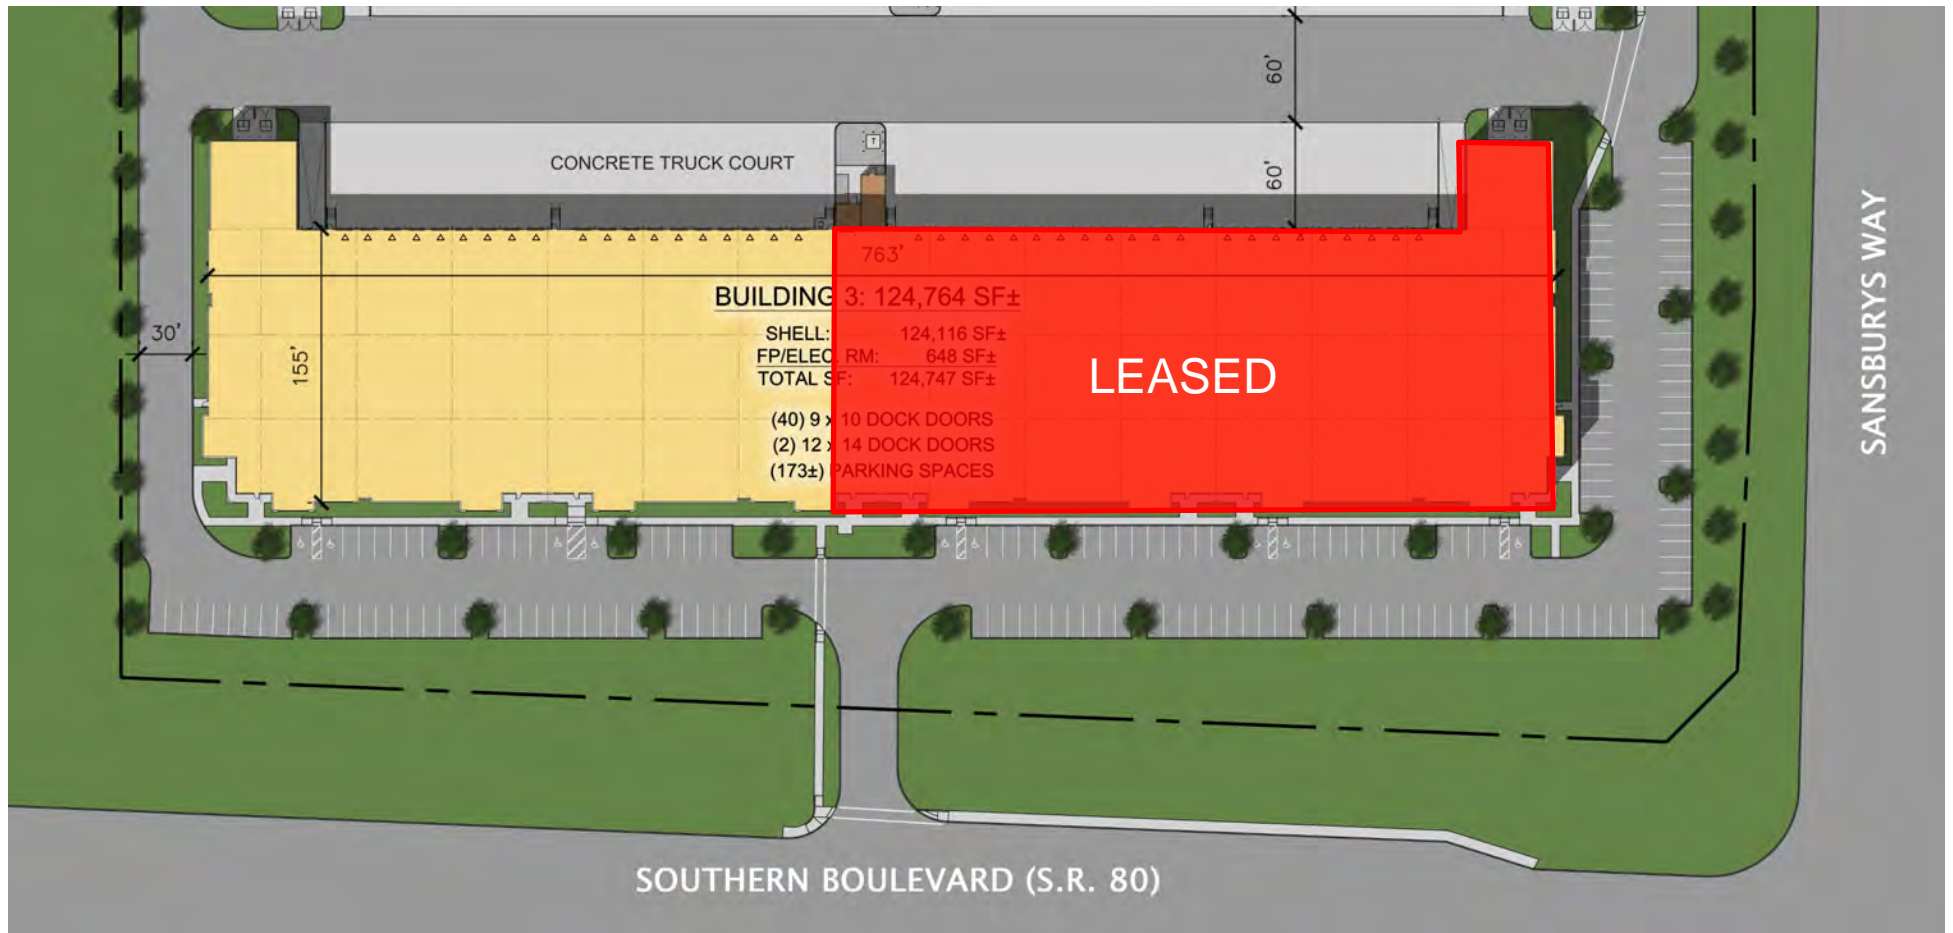 60'
CONCRETE TRUCK COURT
T
60'
763'
BUILDING 3: 124,764 SF±
SHELL: 124,116 SF±
FP/ELEC. RM: 648 SF±
TOTAL SF: 124,747 SF±
(40) 9 x 10 DOCK DOORS
(2) 12 x 14 DOCK DOORS
(173±) PARKING SPACES
30'
155'
LEASED
SANSBURYS WAY
SOUTHERN BOULEVARD (S.R. 80)